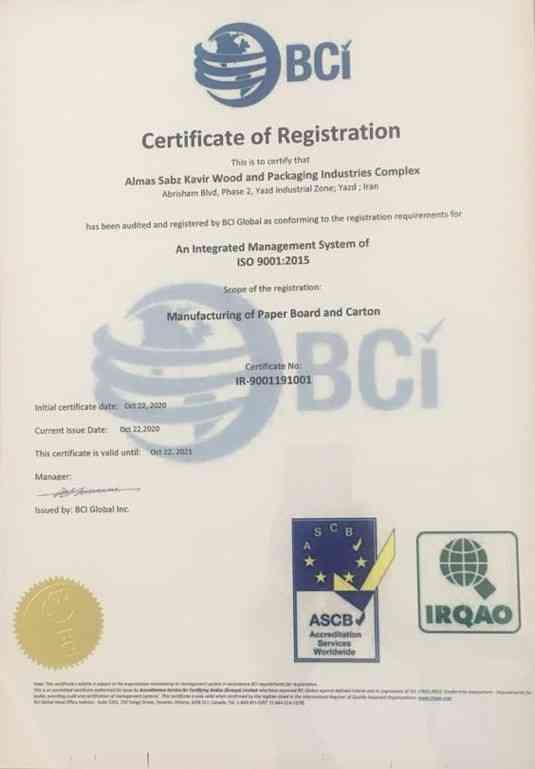 BCi
Certificate of Registration
This is to certify that
Almas Sabz Kavir Wood and Packaging Industries Complex
Abrisham Blvd, Phase 2, Yazd Industrial Zone; Yazd ; Iran
has been audited and registered by BCI Global as conforming to the registration requirements for
An Integrated Management System of
ISO 9001:2015
Scope of the registration:
Manufacturing of Paper Board and Carton
BCi
Certificate No:
IR-9001191001
Initial certificate date: Oct 22, 2020
Current Issue Date: Oct 22,2020
This certificate is valid until: Oct 22, 2021
Manager:
Issued by: BCI Global Inc.
A S C B
ASCB
Accreditation
Services
Worldwide
IRQAO